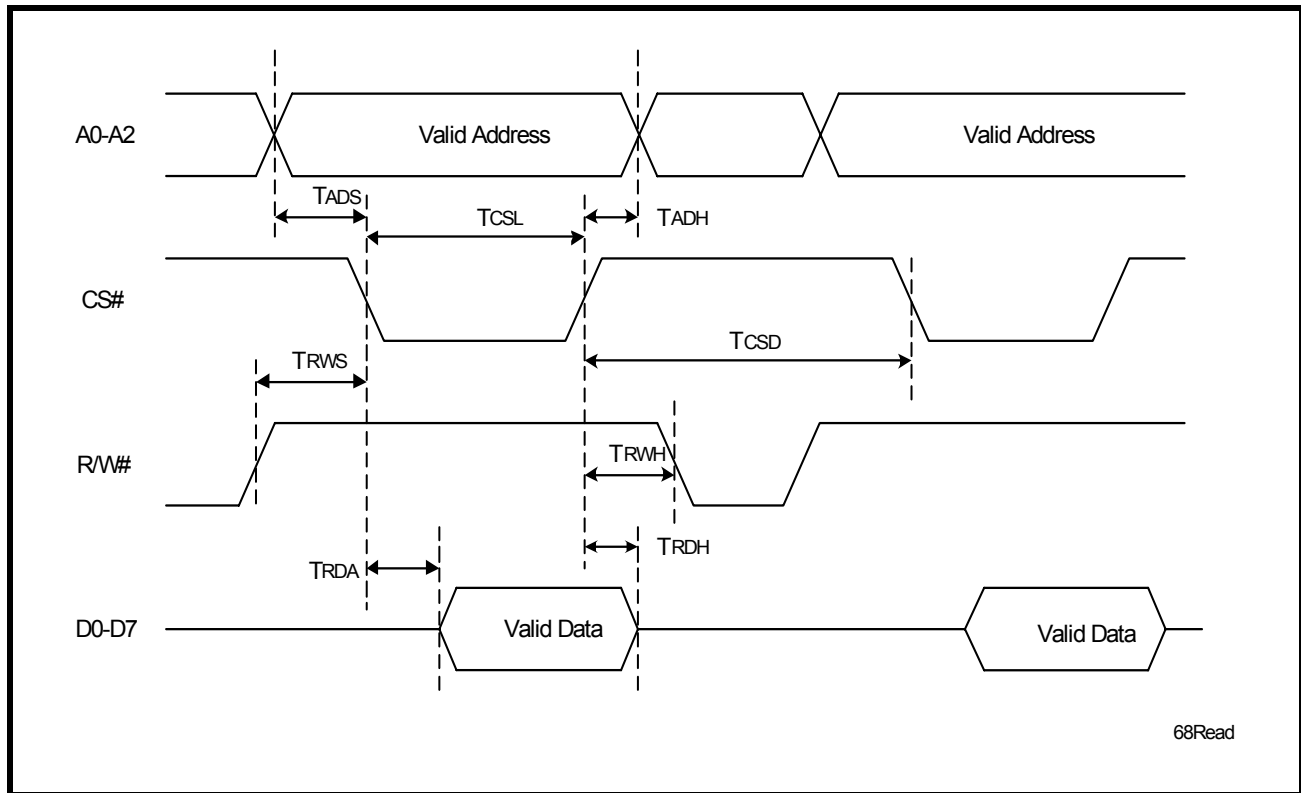 A0-A2
Valid Address
Valid Address
TADS
TCSL
TADH
CS#
TCSD
TRWS
R/W#
TRWH
TRDH
TRDA
D0-D7
Valid Data
Valid Data
68Read